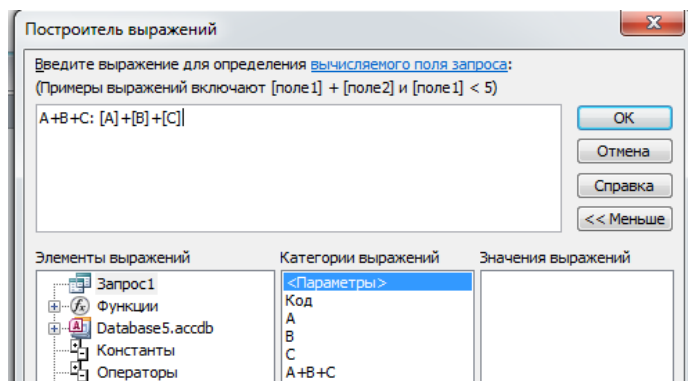 Построитель выражений
Введите выражение для определения вычисляемого поля запроса:
(Примеры выражений включают [поле1] + [поле2] и [поле1] < 5)
A+B+C: [A]+[B]+[C]
ОК
Отмена
Справка
<< Меньше
Элементы выражений
Категории выражений
Значения выражений
Запрос1
Функции
Database5.accdb
Константы
Операторы
<Параметры>
Код
A
B
C
A+B+C